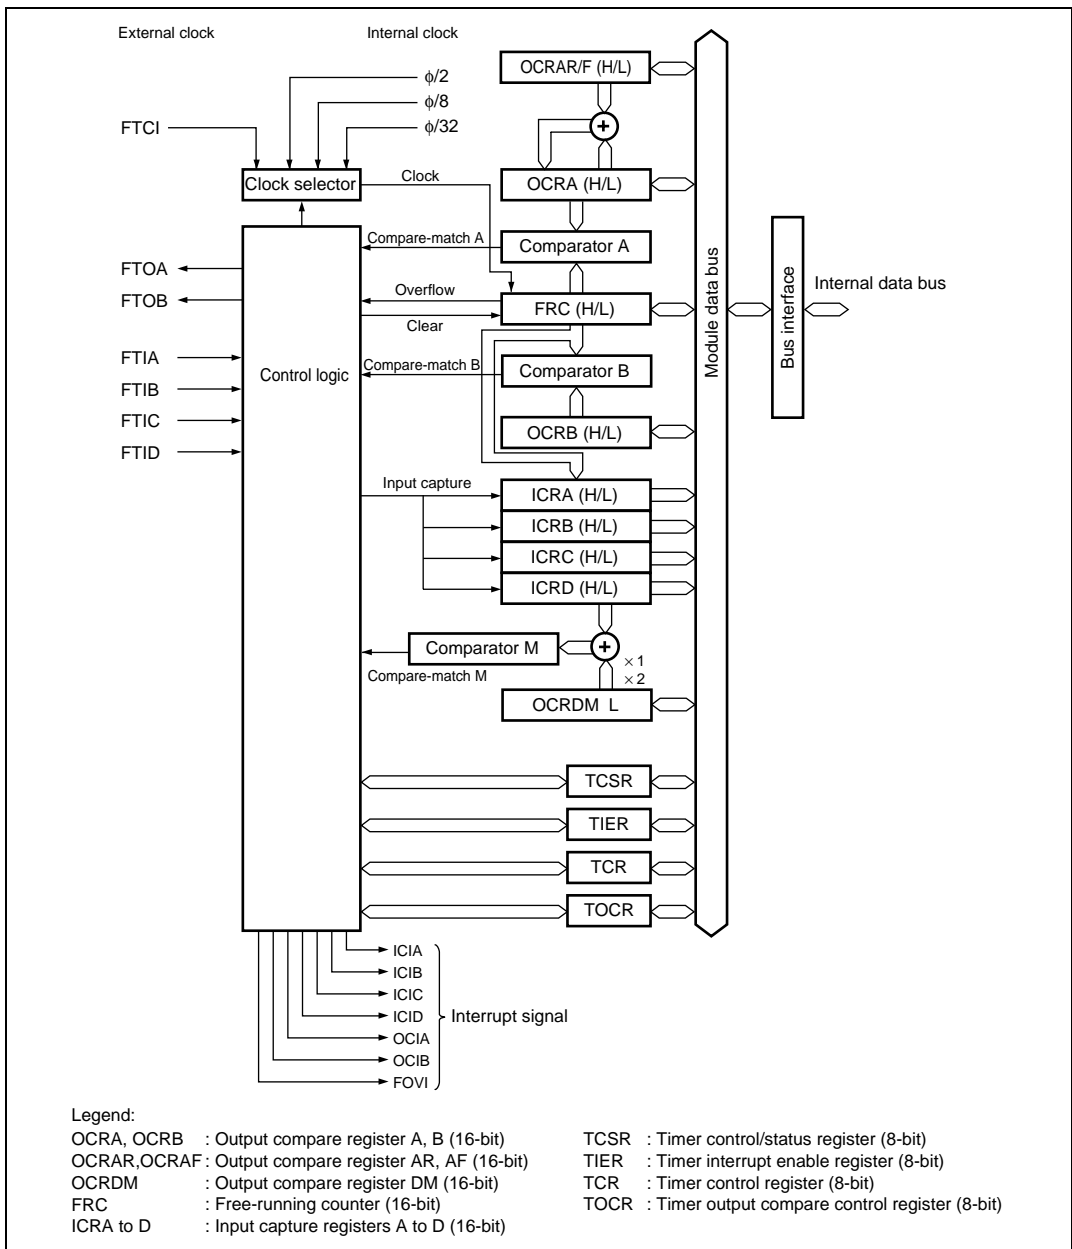 External clock
Internal clock
ϕ/2
ϕ/8
ϕ/32
FTCI
Clock selector
Clock
OCRAR/F (H/L)
+
OCRA (H/L)
Compare-match A
Comparator A
FTOA
FTOB
Overflow
FRC (H/L)
Clear
FTIA
FTIB
FTIC
FTID
Control logic
Compare-match B
Comparator B
OCRB (H/L)
Input capture
ICRA (H/L)
ICRB (H/L)
ICRC (H/L)
ICRD (H/L)
+
Comparator M
Compare-match M
×1
×2
OCRDM L
TCSR
TIER
TCR
TOCR
Module data bus
Bus interface
Internal data bus
ICIA
ICIB
ICIC
ICID
OCIA
OCIB
FOVI
Interrupt signal
Legend:
OCRA, OCRB : Output compare register A, B (16-bit)
OCRAR,OCRAF : Output compare register AR, AF (16-bit)
OCRDM : Output compare register DM (16-bit)
FRC : Free-running counter (16-bit)
ICRA to D : Input capture registers A to D (16-bit)
TCSR : Timer control/status register (8-bit)
TIER : Timer interrupt enable register (8-bit)
TCR : Timer control register (8-bit)
TOCR : Timer output compare control register (8-bit)